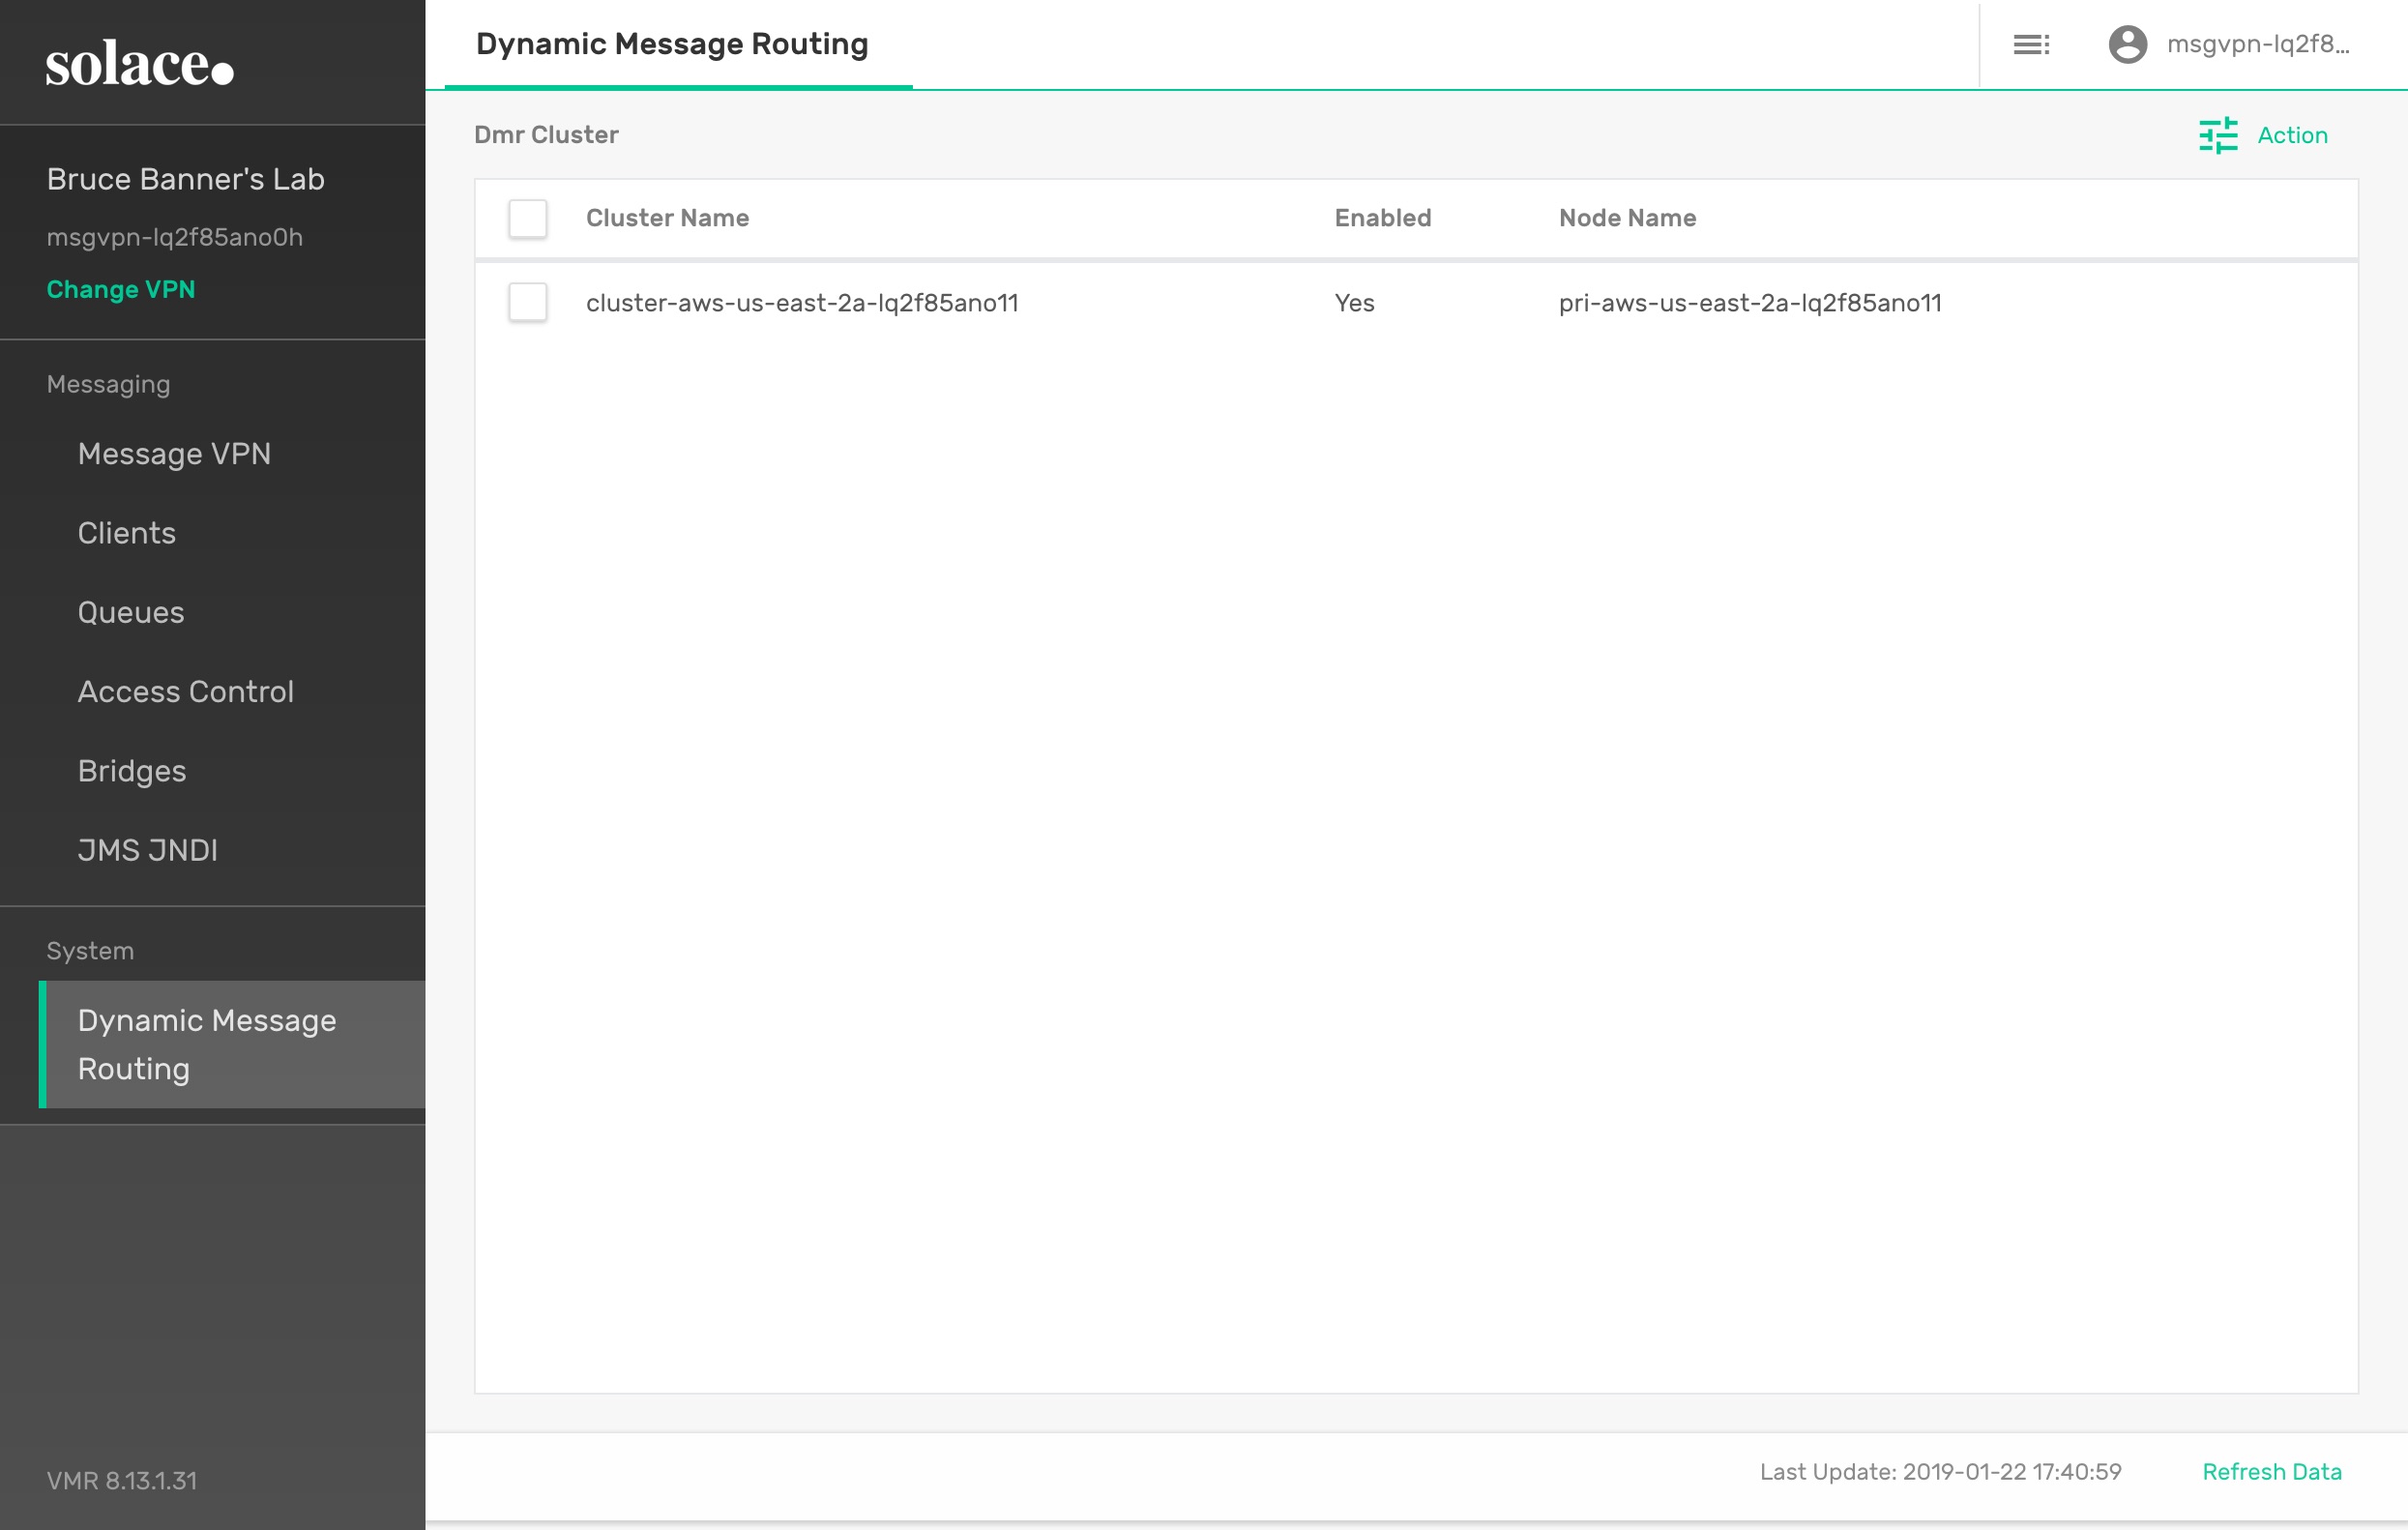 solace.
Bruce Banner's Lab
msgvpn-lq2f85ano0h
Change VPN
Messaging
Message VPN
Clients
Queues
Access Control
Bridges
JMS JNDI
System
Dynamic Message
Routing
VMR 8.13.1.31
Dynamic Message Routing
msgvpn-lq2f8...
Dmr Cluster
Action
Cluster Name Enabled Node Name
cluster-aws-us-east-2a-lq2f85ano11 Yes pri-aws-us-east-2a-lq2f85ano11
Last Update: 2019-01-22 17:40:59 Refresh Data